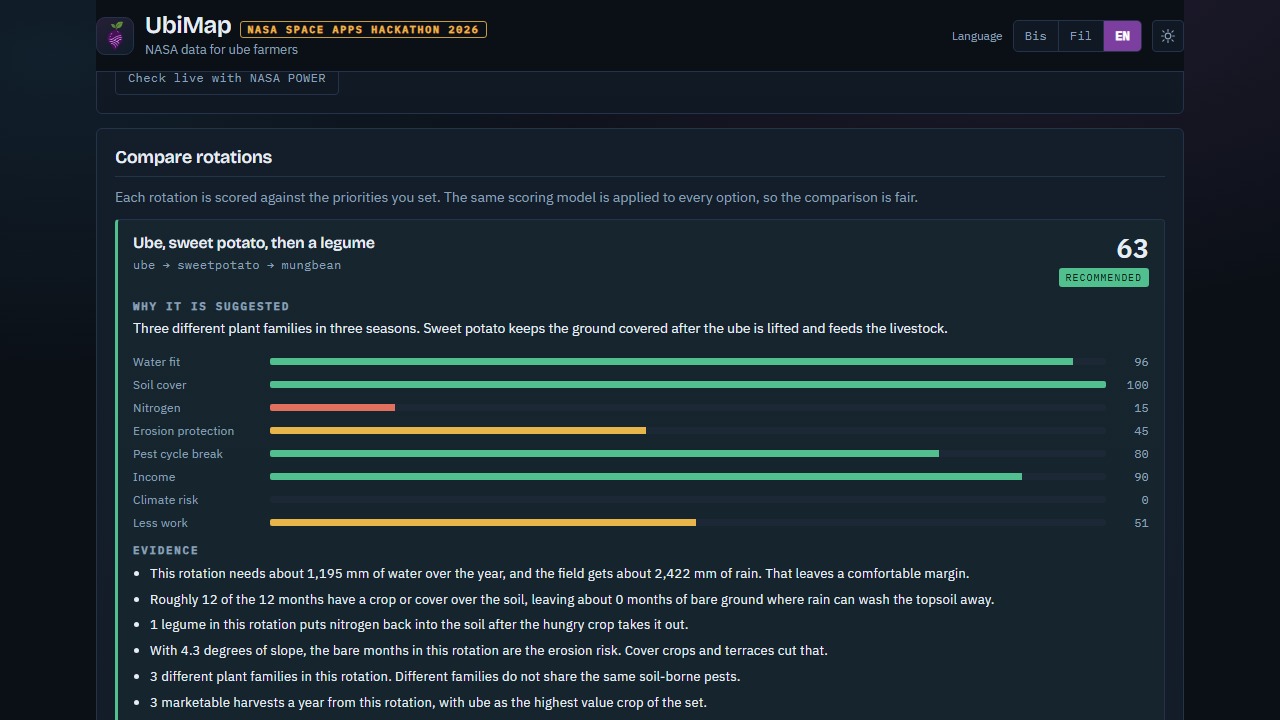 UbiMap NASA SPACE APPS HACKATHON 2026
NASA data for ube farmers
Language Bis Fil EN
Check live with NASA POWER
Compare rotations
Each rotation is scored against the priorities you set. The same scoring model is applied to every option, so the comparison is fair.
Ube, sweet potato, then a legume 63
ube → sweetpotato → mungbean RECOMMENDED
WHY IT IS SUGGESTED
Three different plant families in three seasons. Sweet potato keeps the ground covered after the ube is lifted and feeds the livestock.
Water fit 96
Soil cover 100
Nitrogen 15
Erosion protection 45
Pest cycle break 80
Income 90
Climate risk 0
Less work 51
EVIDENCE
• This rotation needs about 1,195 mm of water over the year, and the field gets about 2,422 mm of rain. That leaves a comfortable margin.
• Roughly 12 of the 12 months have a crop or cover over the soil, leaving about 0 months of bare ground where rain can wash the topsoil away.
• 1 legume in this rotation puts nitrogen back into the soil after the hungry crop takes it out.
• With 4.3 degrees of slope, the bare months in this rotation are the erosion risk. Cover crops and terraces cut that.
• 3 different plant families in this rotation. Different families do not share the same soil-borne pests.
• 3 marketable harvests a year from this rotation, with ube as the highest value crop of the set.